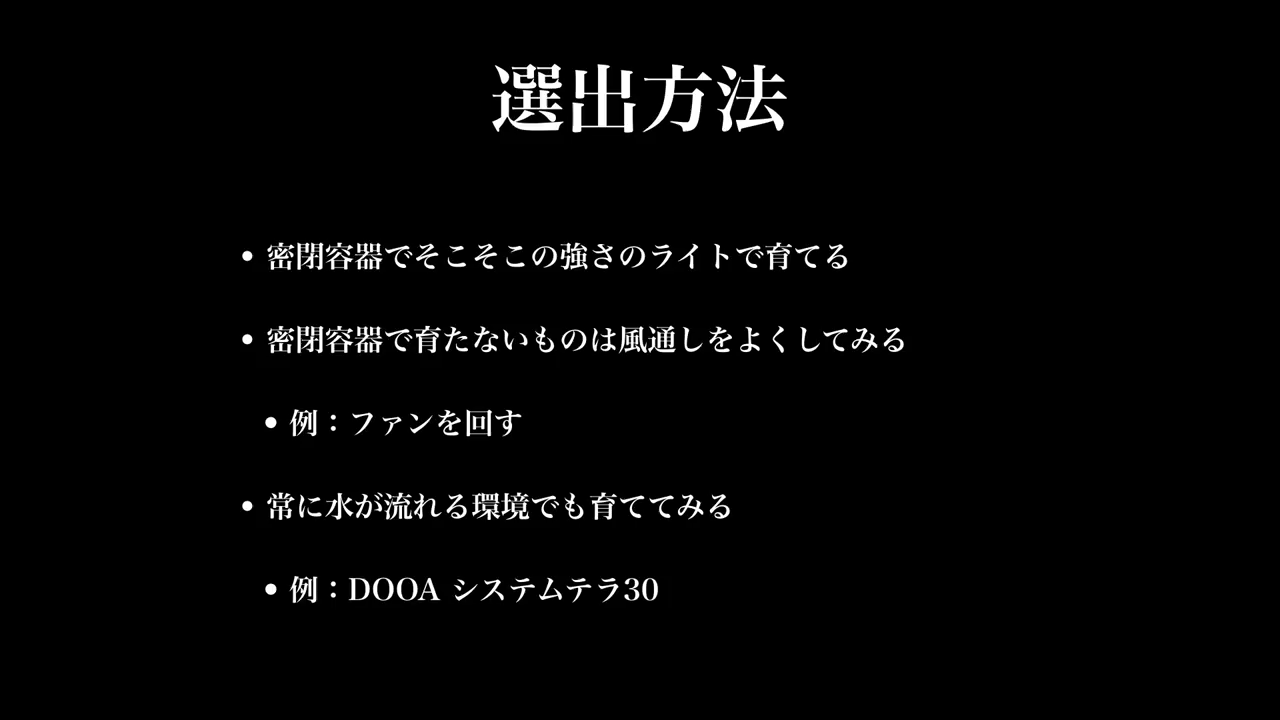 選出方法
• 密閉容器でそこそこの強さのライトで育てる
• 密閉容器で育たないものは風通しをよくしてみる
• 例：ファンを回す
• 常に水が流れる環境でも育ててみる
• 例：DOOA システムテラ30